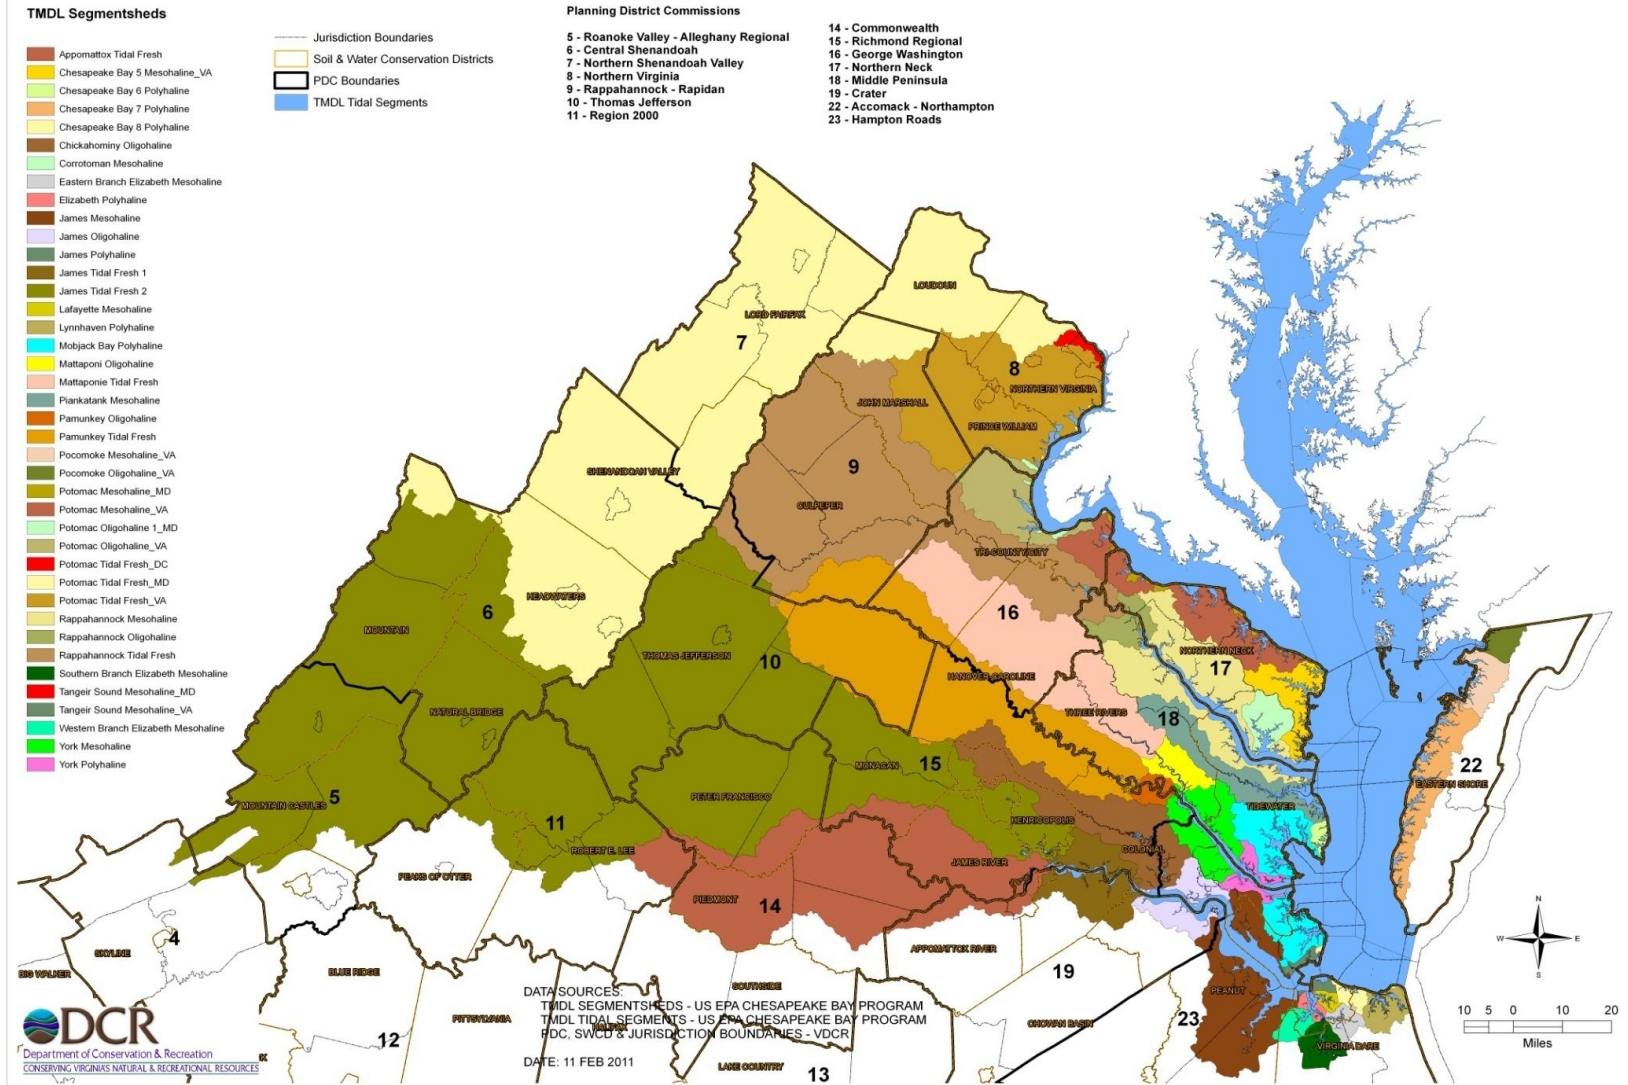 TMDL Segmentsheds
Appomattox Tidal Fresh
Chesapeake Bay 5 Mesohaline_VA
Chesapeake Bay 6 Polyhaline
Chesapeake Bay 7 Polyhaline
Chesapeake Bay 8 Polyhaline
Chickahominy Oligohaline
Corrotoman Mesohaline
Eastern Branch Elizabeth Mesohaline
Elizabeth Polyhaline
James Mesohaline
James Oligohaline
James Polyhaline
James Tidal Fresh 1
James Tidal Fresh 2
Lafayette Mesohaline
Lynnhaven Polyhaline
Mobjack Bay Polyhaline
Mattaponi Oligohaline
Mattaponie Tidal Fresh
Piankatank Mesohaline
Pamunkey Oligohaline
Pamunkey Tidal Fresh
Pocomoke Mesohaline_VA
Pocomoke Oligohaline_VA
Potomac Mesohaline_MD
Potomac Mesohaline_VA
Potomac Oligohaline 1_MD
Potomac Oligohaline_VA
Potomac Tidal Fresh_DC
Potomac Tidal Fresh_MD
Potomac Tidal Fresh_VA
Rappahannock Mesohaline
Rappahannock Oligohaline
Rappahannock Tidal Fresh
Southern Branch Elizabeth Mesohaline
Tangeir Sound Mesohaline_MD
Tangeir Sound Mesohaline_VA
Western Branch Elizabeth Mesohaline
York Mesohaline
York Polyhaline
Jurisdiction Boundaries
Soil & Water Conservation Districts
PDC Boundaries
TMDL Tidal Segments
Planning District Commissions
5 - Roanoke Valley - Alleghany Regional
6 - Central Shenandoah
7 - Northern Shenandoah Valley
8 - Northern Virginia
9 - Rappahannock - Rapidan
10 - Thomas Jefferson
11 - Region 2000
14 - Commonwealth
15 - Richmond Regional
16 - George Washington
17 - Northern Neck
18 - Middle Peninsula
19 - Crater
22 - Accomack - Northampton
23 - Hampton Roads
LOUDOUN
LORD FAIRFAX
7
8
NORTHERN VIRGINIA
JOHN MARSHALL
PRINCE WILLIAM
SHENANDOAH VALLEY
9
CULPEPER
TRI-COUNTY/CITY
HEADWATERS
6
16
MOUNTAIN
THOMAS JEFFERSON
10
NORTHERN NECK
17
HANOVER-CAROLINE
NATURAL BRIDGE
THREE RIVERS
18
MONACAN
15
22
EASTERN SHORE
PETER FRANCISCO
MOUNTAIN CASTLES
5
TIDEWATER
11
HENRICOPOLIS
ROBERT E. LEE
COLONIAL
JAMES RIVER
PEAKS OF OTTER
PIEDMONT
14
4
SKYLINE
APPOMATTOX RIVER
BIG WALKER
BLUE RIDGE
19
SOUTHSIDE
PEANUT
PITTSYLVANIA
HALIFAX
CHOWAN BASIN
23
12
VIRGINIA DARE
LAKE COUNTRY
13
DATA SOURCES:
TMDL SEGMENTSHEDS - US EPA CHESAPEAKE BAY PROGRAM
TMDL TIDAL SEGMENTS - US EPA CHESAPEAKE BAY PROGRAM
PDC, SWCD & JURISDICTION BOUNDARIES - VDCR
DATE: 11 FEB 2011
DCR
Department of Conservation & Recreation
CONSERVING VIRGINIA'S NATURAL & RECREATIONAL RESOURCES
N
W
E
S
10 5 0 10 20
Miles